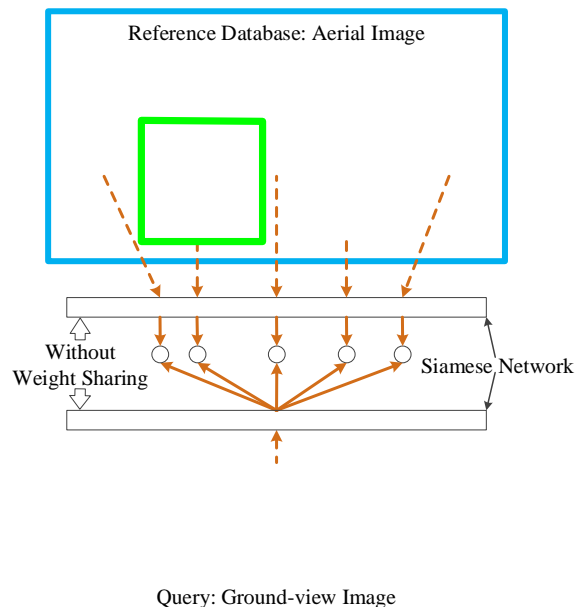 Reference Database: Aerial Image
Without
Weight Sharing
Siamese Network
Query: Ground-view Image